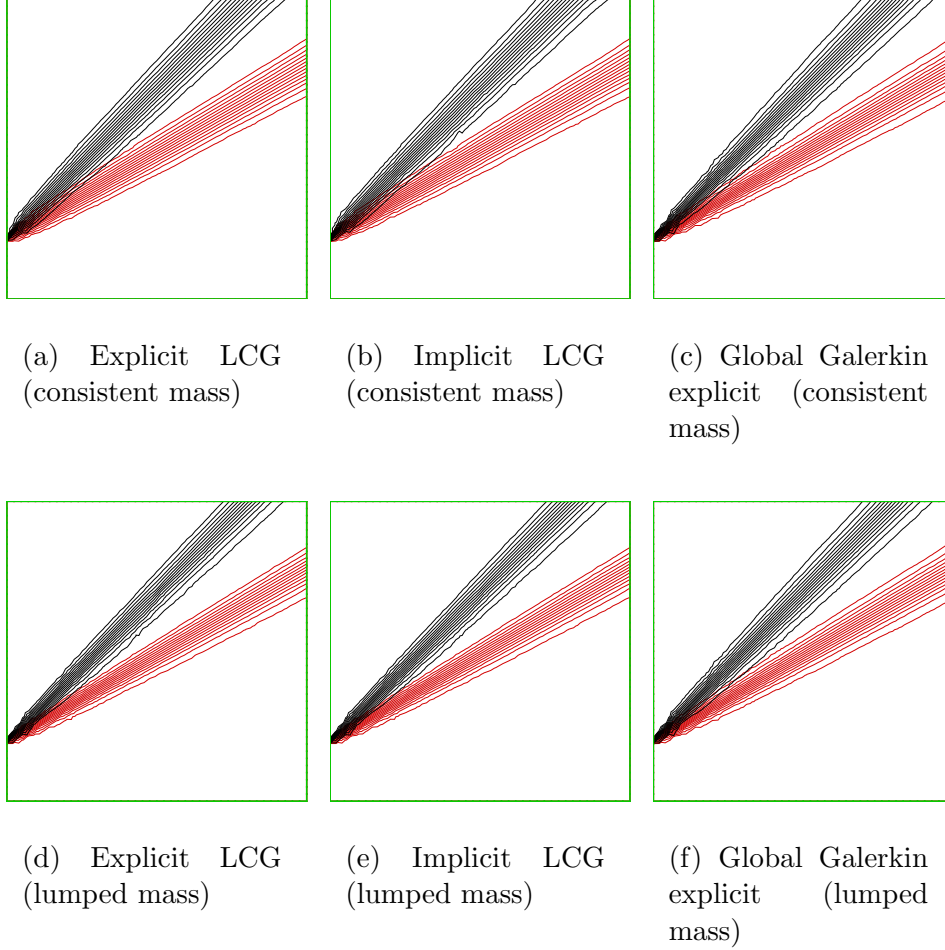 (a) Explicit LCG
(consistent mass)
(b) Implicit LCG
(consistent mass)
(c) Global Galerkin
explicit (consistent
mass)
(d) Explicit LCG
(lumped mass)
(e) Implicit LCG
(lumped mass)
(f) Global Galerkin
explicit (lumped
mass)